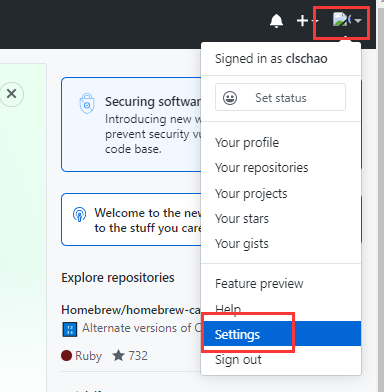 Signed in as clschao
Set status
Your profile
Your repositories
Your projects
Your stars
Your gists
Feature preview
Help
Settings
Sign out
Securing softwar
Introducing new w
prevent security vu
code base.
Welcome to the new
to the stuff you care
Explore repositories
Homebrew/homebrew-ca
Alternate versions of C
Ruby 732